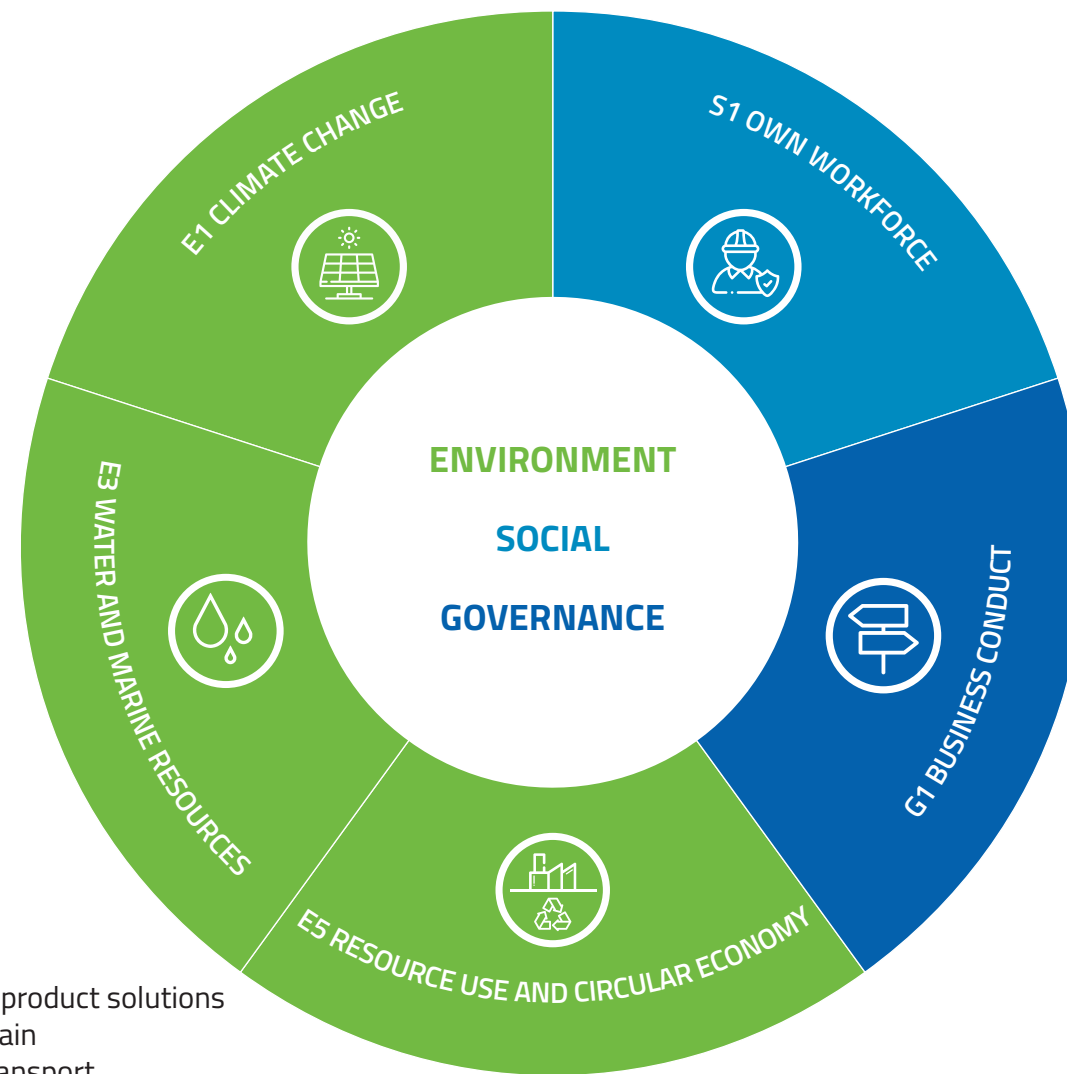 E1 CLIMATE CHANGE
S1 OWN WORKFORCE
ENVIRONMENT
SOCIAL
GOVERNANCE
E3 WATER AND MARINE RESOURCES
G1 BUSINESS CONDUCT
E5 RESOURCE USE AND CIRCULAR ECONOMY
product solutions